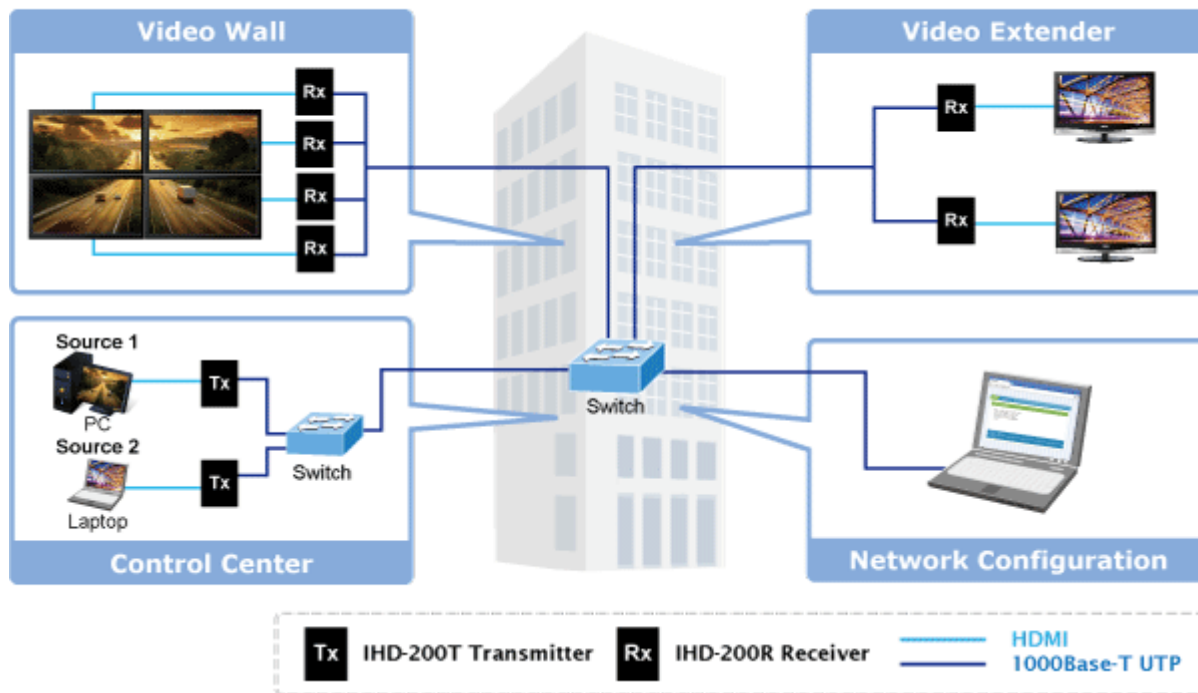 Video Wall
Rx
Rx
Rx
Rx
Video Extender
Rx
Rx
Source 1
PC
Tx
Source 2
Laptop
Tx
Switch
Control Center
Switch
Network Configuration
Tx IHD-200T Transmitter
Rx IHD-200R Receiver
HDMI
1000Base-T UTP